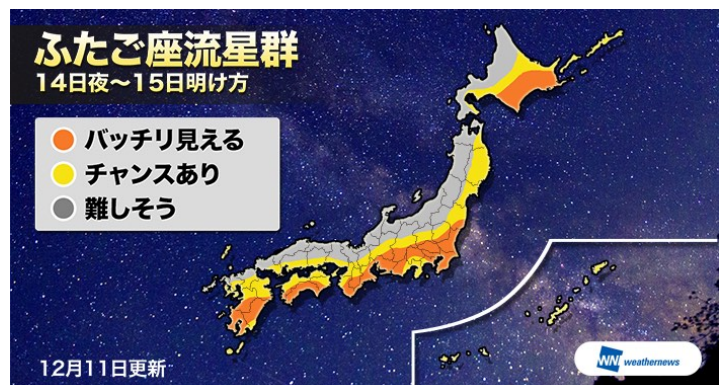 ふたご座流星群
14日夜〜15日明け方
バッチリ見える
チャンスあり
難しそう
12月11日更新
WN weathernews